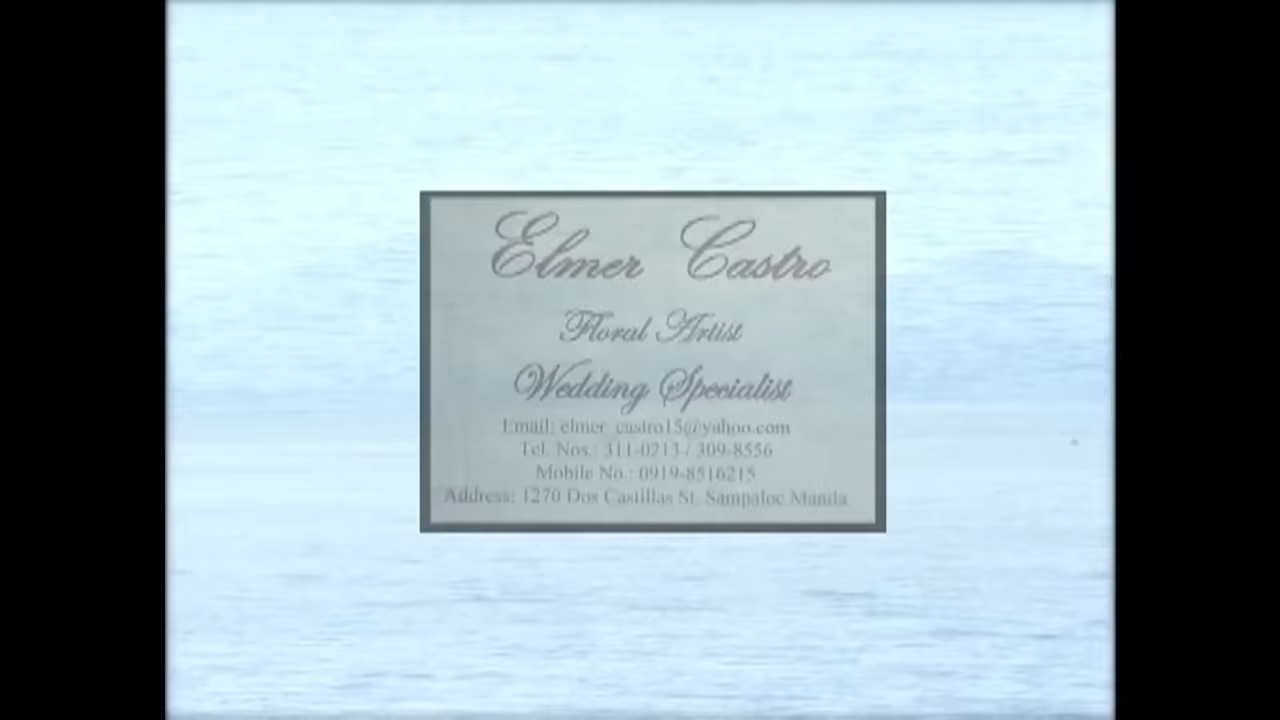 Elmer Castro
Floral Artist
Wedding Specialist
Email: elmer_castro15@yahoo.com
Tel. Nos.: 311-0213 / 309-8556
Mobile No.: 0919-8516215
Address: 1270 Dos Castillas St. Sampaloc Manila